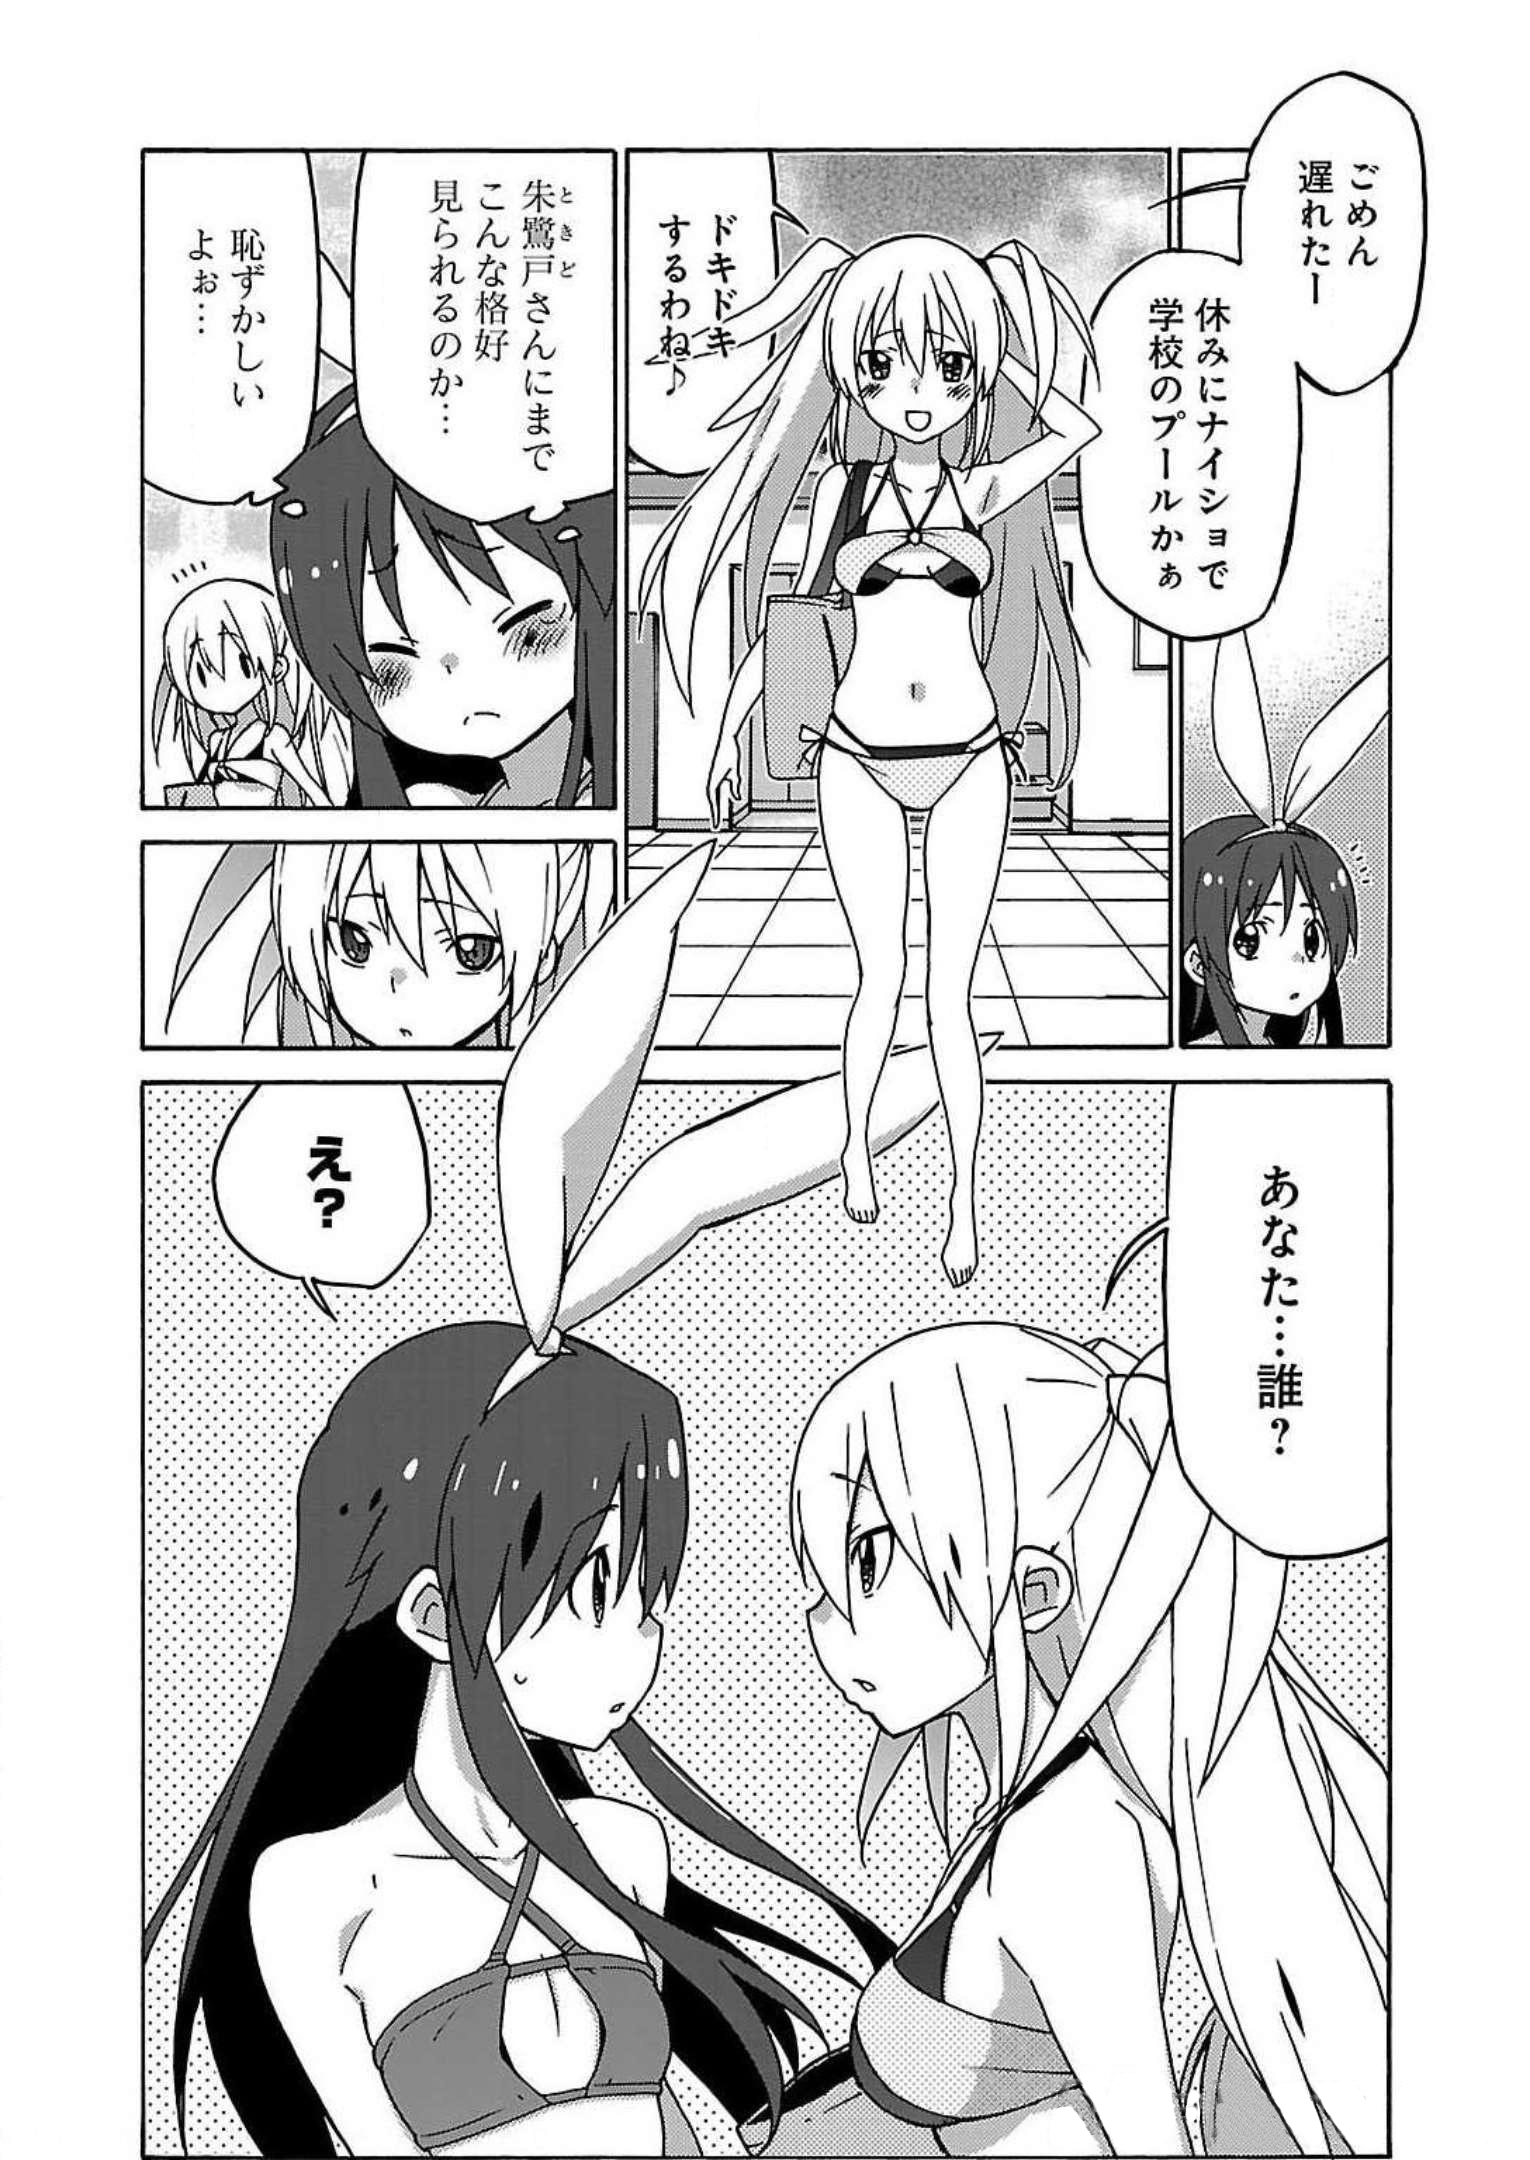 ごめん
遅れたー
休みにナイショで
学校のプールかぁ
ドキドキ
するわね♪
朱鷺戸さんにまで
ときど
こんな格好
見られるのか…
恥ずかしい
よぉ…
あなた…誰?
え?